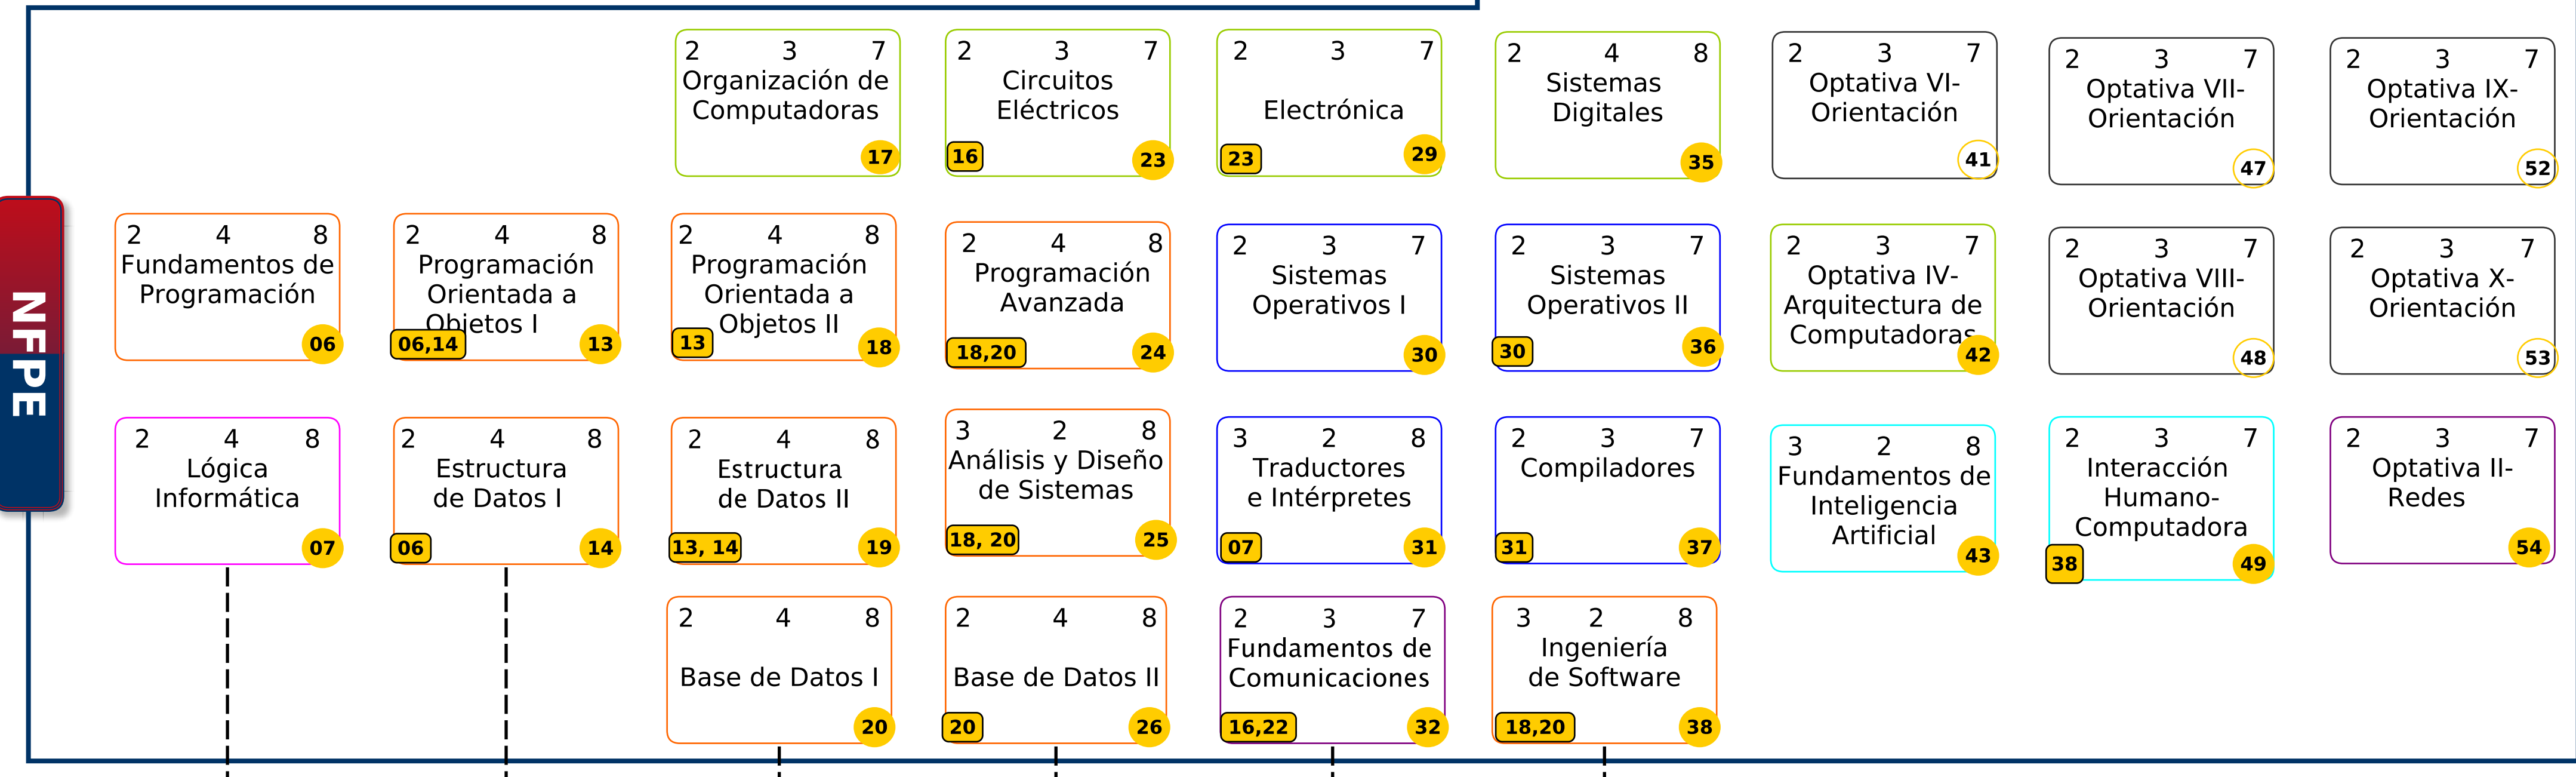 NFPE
2 3 7
Organización de
Computadoras
17
2 3 7
Circuitos
Eléctricos
16
23
2 3 7
Electrónica
23
29
2 4 8
Sistemas
Digitales
35
2 3 7
Optativa VI-
Orientación
41
2 3 7
Optativa VII-
Orientación
47
2 3 7
Optativa IX-
Orientación
52
2 4 8
Fundamentos de
Programación
06
2 4 8
Programación
Orientada a
Objetos I
06,14
13
2 4 8
Programación
Orientada a
Objetos II
13
18
2 4 8
Programación
Avanzada
18,20
24
2 3 7
Sistemas
Operativos I
30
2 3 7
Sistemas
Operativos II
30
36
2 3 7
Optativa IV-
Arquitectura de
Computadoras
42
2 3 7
Optativa VIII-
Orientación
48
2 3 7
Optativa X-
Orientación
53
2 4 8
Lógica
Informática
07
2 4 8
Estructura
de Datos I
06
14
2 4 8
Estructura
de Datos II
13, 14
19
3 2 8
Análisis y Diseño
de Sistemas
18, 20
25
3 2 8
Traductores
e Intérpretes
07
31
2 3 7
Compiladores
31
37
3 2 8
Fundamentos de
Inteligencia
Artificial
43
2 3 7
Interacción
Humano-
Computadora
38
49
2 3 7
Optativa II-
Redes
54
2 4 8
Base de Datos I
20
2 4 8
Base de Datos II
20
26
2 3 7
Fundamentos de
Comunicaciones
16,22
32
3 2 8
Ingeniería
de Software
18,20
38